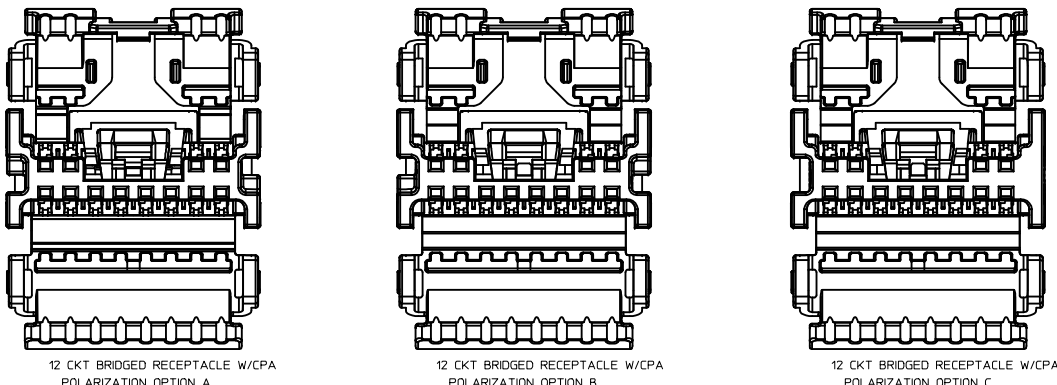 12 CKT BRIDGED RECEPTACLE W/CPA
POLARIZATION OPTION A
12 CKT BRIDGED RECEPTACLE W/CPA
POLARIZATION OPTION B
12 CKT BRIDGED RECEPTACLE W/CPA
POLARIZATION OPTION C